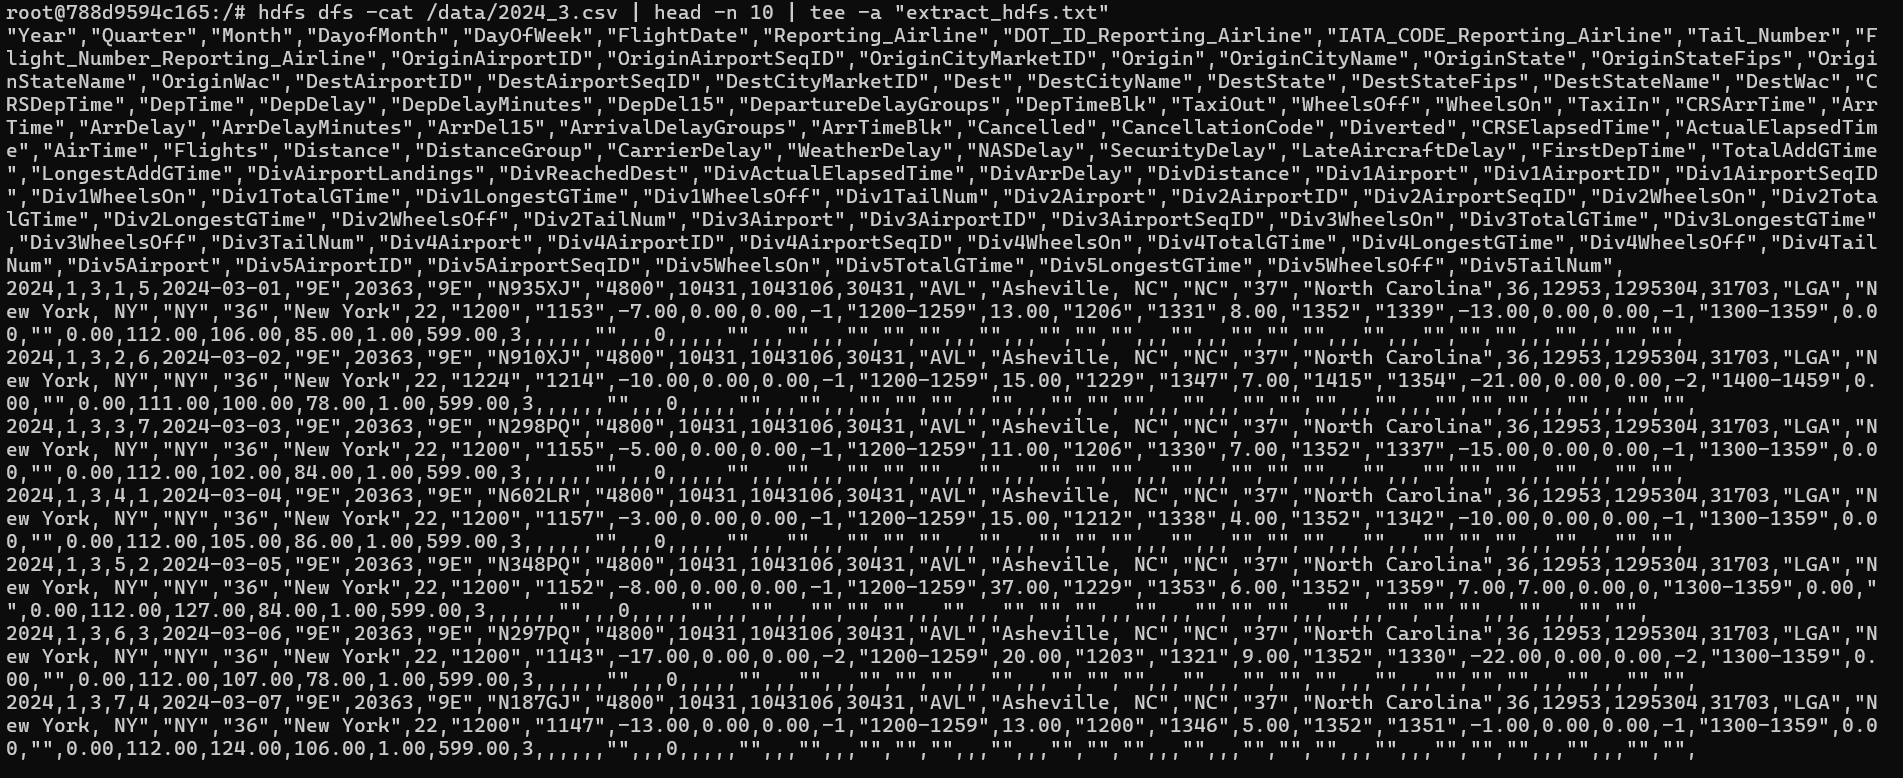 root@788d9594c165:/# hdfs dfs -cat /data/2024_3.csv | head -n 10 | tee -a "extract_hdfs.txt"
"Year","Quarter","Month","DayofMonth","DayOfWeek","FlightDate","Reporting_Airline","DOT_ID_Reporting_Airline","IATA_CODE_Reporting_Airline","Tail_Number","F
light_Number_Reporting_Airline","OriginAirportID","OriginAirportSeqID","OriginCityMarketID","Origin","OriginCityName","OriginState","OriginStateFips","Origi
nStateName","OriginWac","DestAirportID","DestAirportSeqID","DestCityMarketID","Dest","DestCityName","DestState","DestStateFips","DestStateName","DestWac","C
RSDepTime","DepTime","DepDelay","DepDelayMinutes","DepDel15","DepartureDelayGroups","DepTimeBlk","TaxiOut","WheelsOff","WheelsOn","TaxiIn","CRSArrTime","Arr
Time","ArrDelay","ArrDelayMinutes","ArrDel15","ArrivalDelayGroups","ArrTimeBlk","Cancelled","CancellationCode","Diverted","CRSElapsedTime","ActualElapsedTim
e","AirTime","Flights","Distance","DistanceGroup","CarrierDelay","WeatherDelay","NASDelay","SecurityDelay","LateAircraftDelay","FirstDepTime","TotalAddGTime
","LongestAddGTime","DivAirportLandings","DivReachedDest","DivActualElapsedTime","DivArrDelay","DivDistance","Div1Airport","Div1AirportID","Div1AirportSeqID
","Div1WheelsOn","Div1TotalGTime","Div1LongestGTime","Div1WheelsOff","Div1TailNum","Div2Airport","Div2AirportID","Div2AirportSeqID","Div2WheelsOn","Div2Tota
lGTime","Div2LongestGTime","Div2WheelsOff","Div2TailNum","Div3Airport","Div3AirportID","Div3AirportSeqID","Div3WheelsOn","Div3TotalGTime","Div3LongestGTime"
,"Div3WheelsOff","Div3TailNum","Div4Airport","Div4AirportID","Div4AirportSeqID","Div4WheelsOn","Div4TotalGTime","Div4LongestGTime","Div4WheelsOff","Div4Tail
Num","Div5Airport","Div5AirportID","Div5AirportSeqID","Div5WheelsOn","Div5TotalGTime","Div5LongestGTime","Div5WheelsOff","Div5TailNum",
2024,1,3,1,5,2024-03-01,"9E",20363,"9E","N935XJ","4800",10431,1043106,30431,"AVL","Asheville, NC","NC","37","North Carolina",36,12953,1295304,31703,"LGA","N
ew York, NY","NY","36","New York",22,"1200","1153",-7.00,0.00,0.00,-1,"1200-1259",13.00,"1206","1331",8.00,"1352","1339",-13.00,0.00,0.00,-1,"1300-1359",0.0
0,"",0.00,112.00,106.00,85.00,1.00,599.00,3,,,,,,"",,,0,,,,,"",,,"",,,"","","",,,"",,,"","","",,,"",,,"","","",,,"",,,"","","",,,"",,,"","",
2024,1,3,2,6,2024-03-02,"9E",20363,"9E","N910XJ","4800",10431,1043106,30431,"AVL","Asheville, NC","NC","37","North Carolina",36,12953,1295304,31703,"LGA","N
ew York, NY","NY","36","New York",22,"1224","1214",-10.00,0.00,0.00,-1,"1200-1259",15.00,"1229","1347",7.00,"1415","1354",-21.00,0.00,0.00,-2,"1400-1459",0.
00,"",0.00,111.00,100.00,78.00,1.00,599.00,3,,,,,,"",,,0,,,,,"",,,"",,,"","","",,,"",,,"","","",,,"",,,"","","",,,"",,,"","","",,,"",,,"","",
2024,1,3,3,7,2024-03-03,"9E",20363,"9E","N298PQ","4800",10431,1043106,30431,"AVL","Asheville, NC","NC","37","North Carolina",36,12953,1295304,31703,"LGA","N
ew York, NY","NY","36","New York",22,"1200","1155",-5.00,0.00,0.00,-1,"1200-1259",11.00,"1206","1330",7.00,"1352","1337",-15.00,0.00,0.00,-1,"1300-1359",0.0
0,"",0.00,112.00,102.00,84.00,1.00,599.00,3,,,,,,"",,,0,,,,,"",,,"",,,"","","",,,"",,,"","","",,,"",,,"","","",,,"",,,"","","",,,"",,,"","",
2024,1,3,4,1,2024-03-04,"9E",20363,"9E","N602LR","4800",10431,1043106,30431,"AVL","Asheville, NC","NC","37","North Carolina",36,12953,1295304,31703,"LGA","N
ew York, NY","NY","36","New York",22,"1200","1157",-3.00,0.00,0.00,-1,"1200-1259",15.00,"1212","1338",4.00,"1352","1342",-10.00,0.00,0.00,-1,"1300-1359",0.0
0,"",0.00,112.00,105.00,86.00,1.00,599.00,3,,,,,,"",,,0,,,,,"",,,"",,,"","","",,,"",,,"","","",,,"",,,"","","",,,"",,,"","","",,,"",,,"","",
2024,1,3,5,2,2024-03-05,"9E",20363,"9E","N348PQ","4800",10431,1043106,30431,"AVL","Asheville, NC","NC","37","North Carolina",36,12953,1295304,31703,"LGA","N
ew York, NY","NY","36","New York",22,"1200","1152",-8.00,0.00,0.00,-1,"1200-1259",37.00,"1229","1353",6.00,"1352","1359",7.00,7.00,0.00,0,"1300-1359",0.00,"
",0.00,112.00,127.00,84.00,1.00,599.00,3,,,,,,"",,,0,,,,,"",,,"",,,"","","",,,"",,,"","","",,,"",,,"","","",,,"",,,"","","",,,"",,,"","",
2024,1,3,6,3,2024-03-06,"9E",20363,"9E","N297PQ","4800",10431,1043106,30431,"AVL","Asheville, NC","NC","37","North Carolina",36,12953,1295304,31703,"LGA","N
ew York, NY","NY","36","New York",22,"1200","1143",-17.00,0.00,0.00,-2,"1200-1259",20.00,"1203","1321",9.00,"1352","1330",-22.00,0.00,0.00,-2,"1300-1359",0.
00,"",0.00,112.00,107.00,78.00,1.00,599.00,3,,,,,,"",,,0,,,,,"",,,"",,,"","","",,,"",,,"","","",,,"",,,"","","",,,"",,,"","","",,,"",,,"","",
2024,1,3,7,4,2024-03-07,"9E",20363,"9E","N187GJ","4800",10431,1043106,30431,"AVL","Asheville, NC","NC","37","North Carolina",36,12953,1295304,31703,"LGA","N
ew York, NY","NY","36","New York",22,"1200","1147",-13.00,0.00,0.00,-1,"1200-1259",13.00,"1200","1346",5.00,"1352","1351",-1.00,0.00,0.00,-1,"1300-1359",0.0
0,"",0.00,112.00,124.00,106.00,1.00,599.00,3,,,,,,"",,,0,,,,,"",,,"",,,"","","",,,"",,,"","","",,,"",,,"","","",,,"",,,"","","",,,"",,,"","",